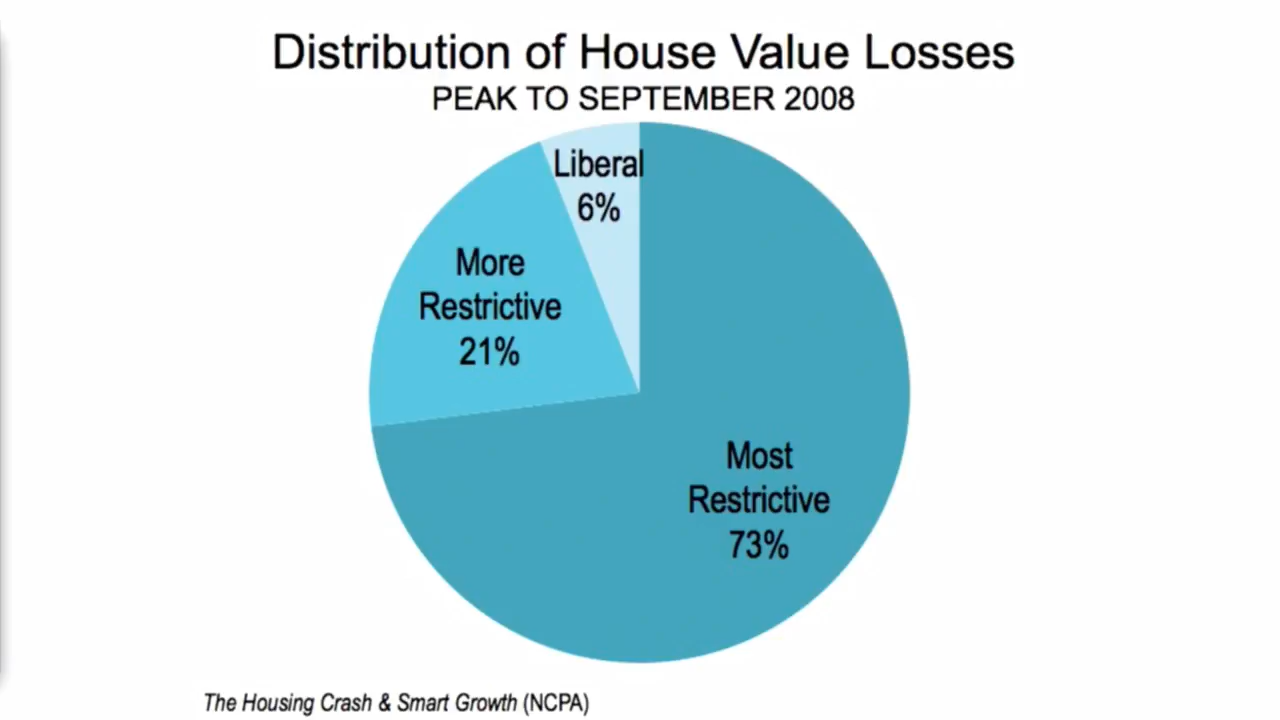 Distribution of House Value Losses
PEAK TO SEPTEMBER 2008
Liberal
6%
More
Restrictive
21%
Most
Restrictive
73%
The Housing Crash & Smart Growth (NCPA)